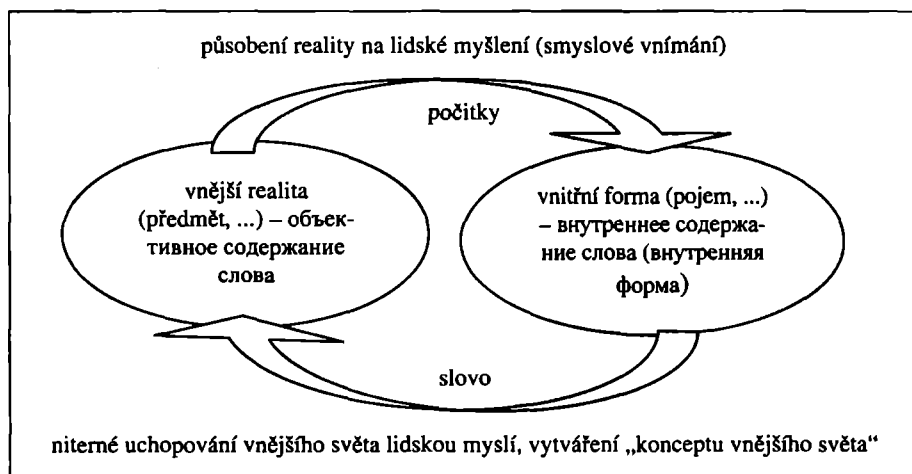 působení reality na lidské myšlení (smyslové vnímání)
počitky
vnější realita
(předmět, ...) – объек-
тивное содержание
слова
vnitřní forma (pojem, ...)
– внутреннее содержа-
ние слова (внутренняя
форма)
slovo
niterné uchopování vnějšího světa lidskou myslí, vytváření „konceptu vnějšího světa“